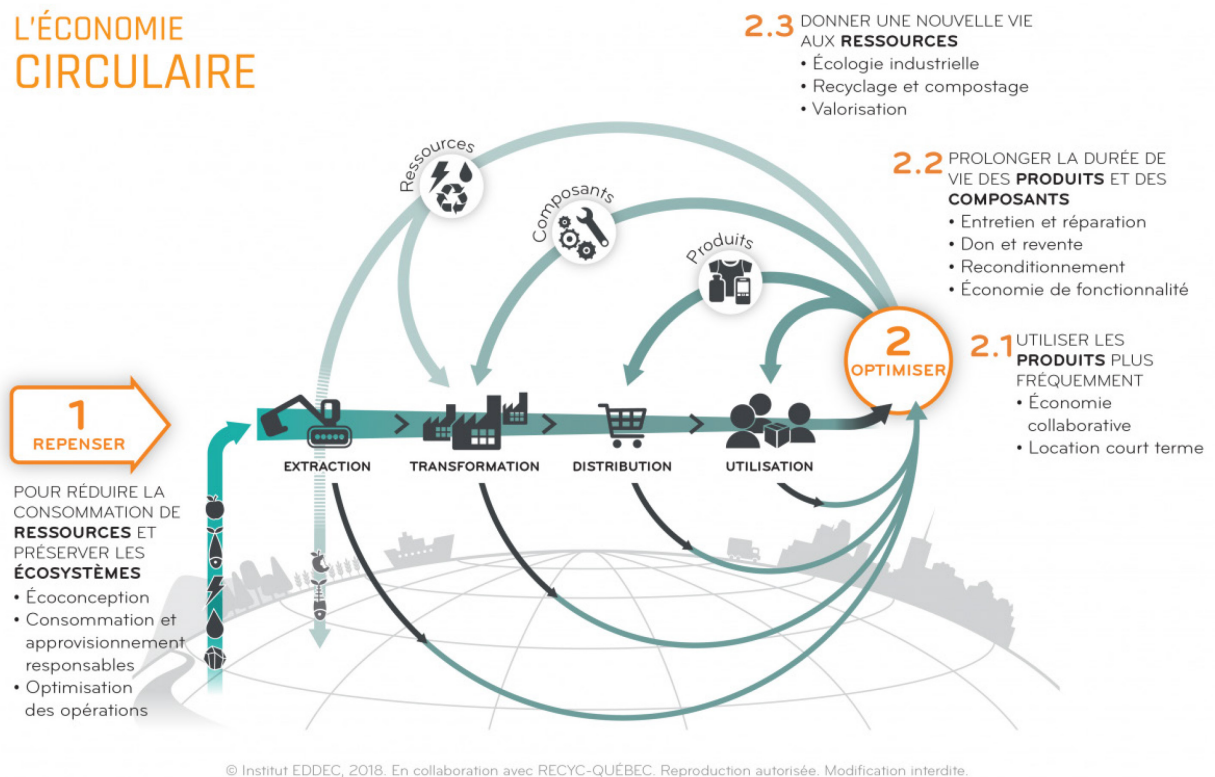 L'ÉCONOMIE
CIRCULAIRE
2.3 DONNER UNE NOUVELLE VIE
AUX RESSOURCES
• Écologie industrielle
• Recyclage et compostage
• Valorisation
2.2 PROLONGER LA DURÉE DE
VIE DES PRODUITS ET DES
COMPOSANTS
• Entretien et réparation
• Don et revente
• Reconditionnement
• Économie de fonctionnalité
2.1 UTILISER LES
PRODUITS PLUS
FRÉQUEMMENT
• Économie
collaborative
• Location court terme
Ressources
Composants
Produits
2
OPTIMISER
1
REPENSER
EXTRACTION
TRANSFORMATION
DISTRIBUTION
UTILISATION
POUR RÉDUIRE LA
CONSOMMATION DE
RESSOURCES ET
PRÉSERVER LES
ÉCOSYSTÈMES
• Écoconception
• Consommation et
approvisionnement
responsables
• Optimisation
des opérations
© Institut EDDEC, 2018. En collaboration avec RECYC-QUÉBEC. Reproduction autorisée. Modification interdite.